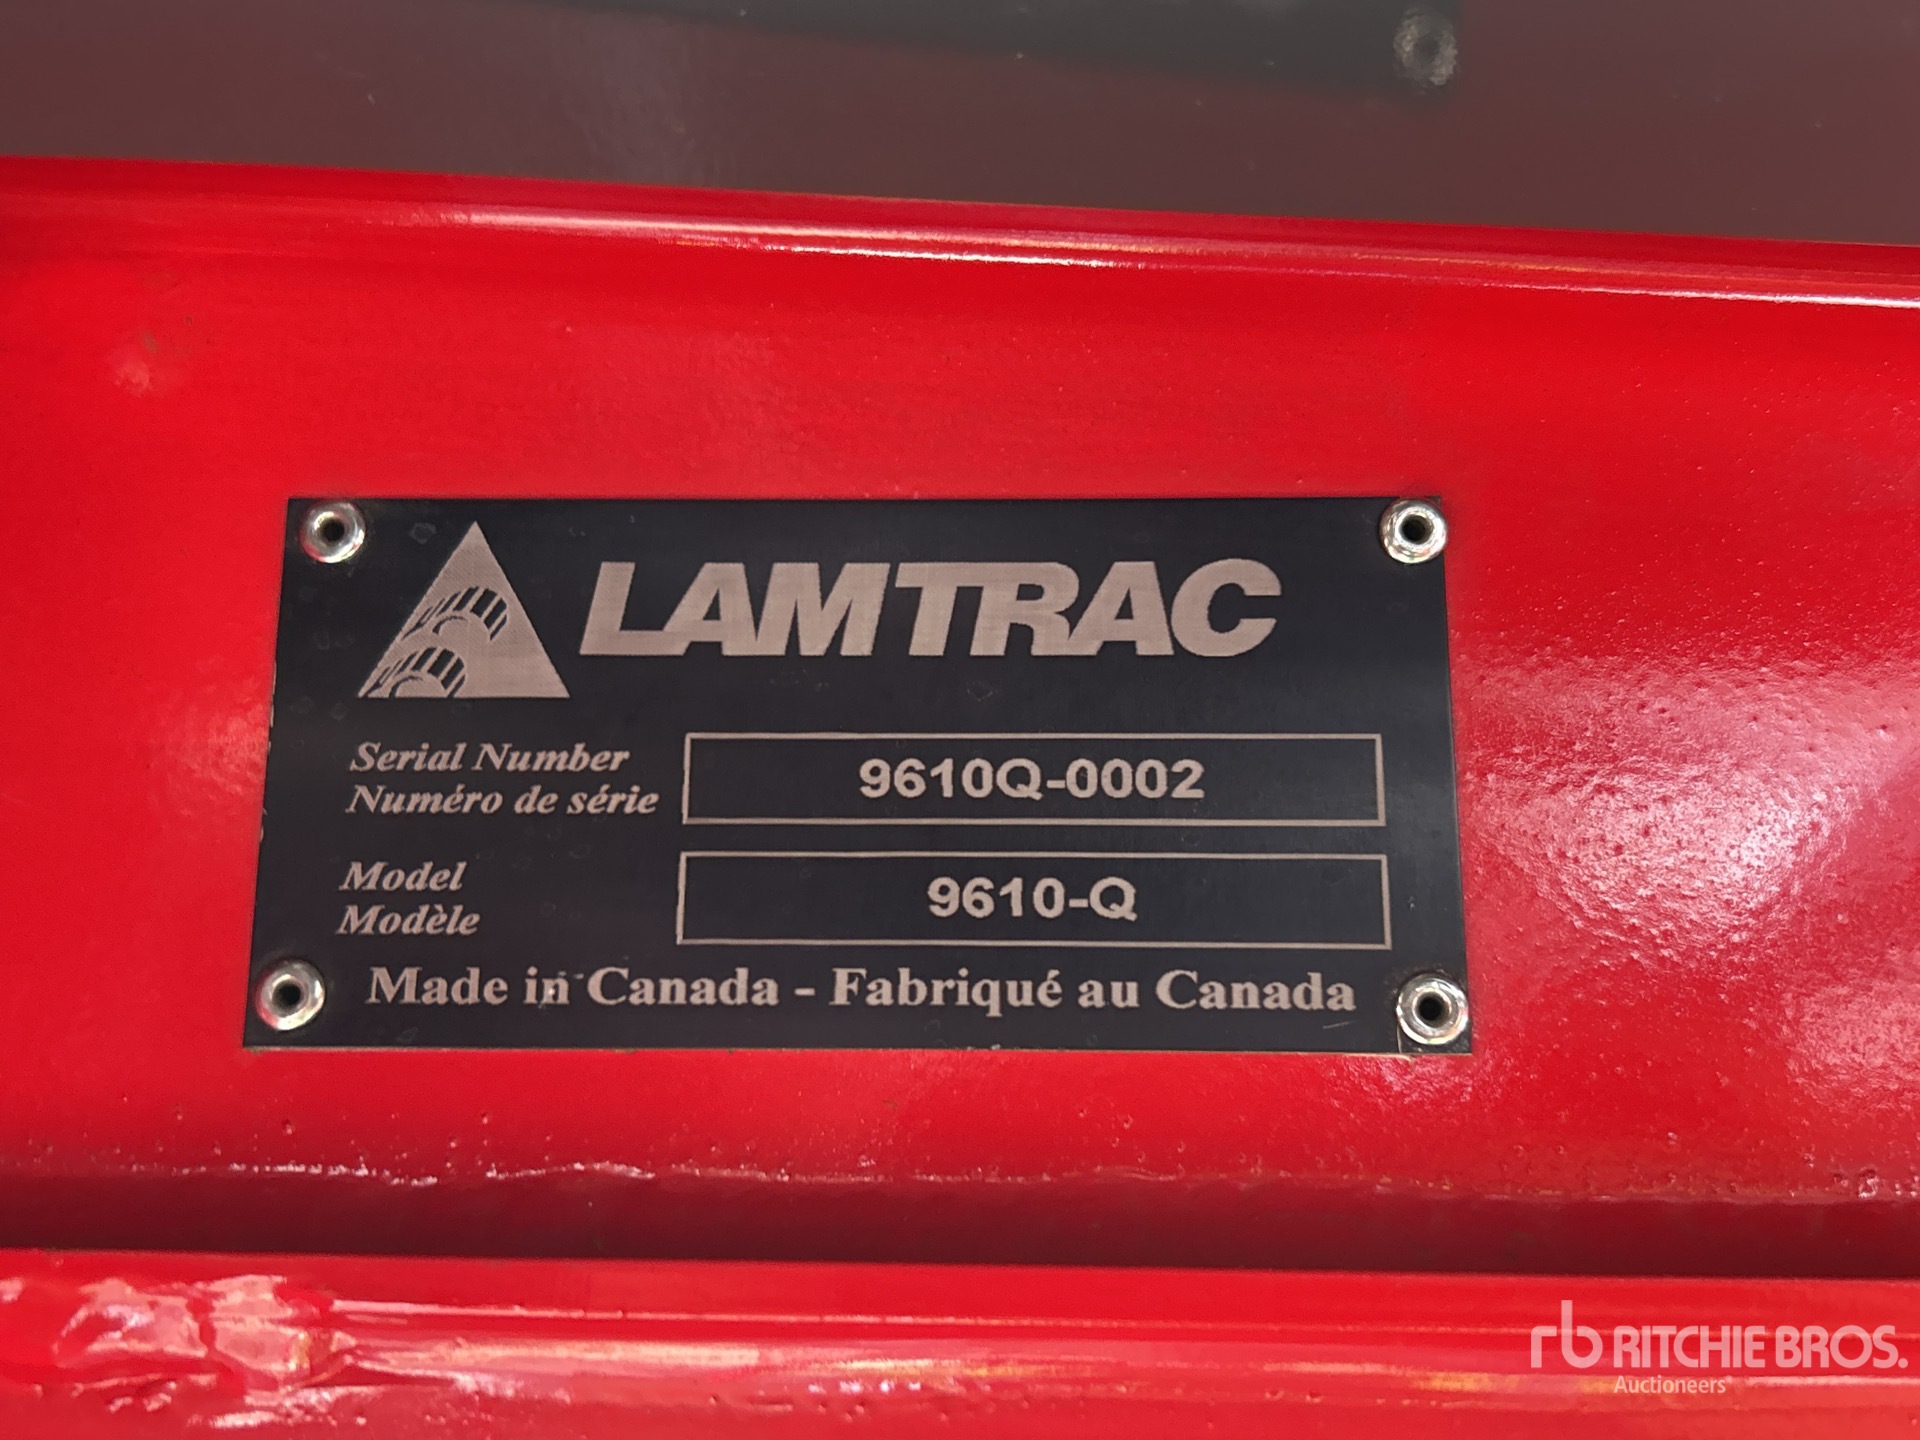 LAMTRAC
Serial Number
Numéro de série
9610Q-0002
Model
Modèle
9610-Q
Made in Canada - Fabriqué au Canada
rb RITCHIE BROS.
Auctioneers